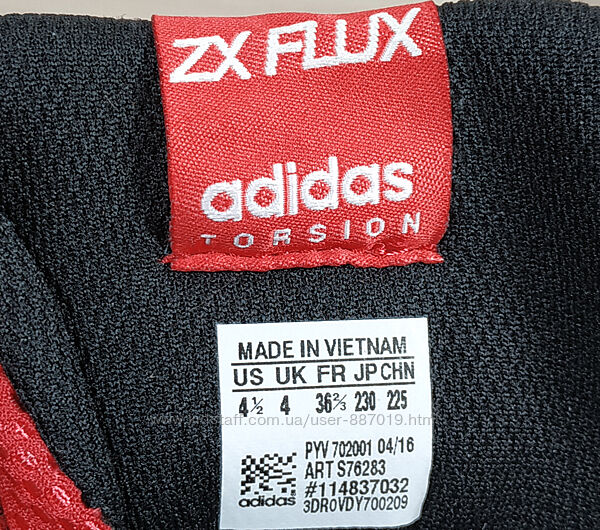 ZX FLUX
adidas
TORSION
MADE IN VIETNAM
US UK FR JP CHN
4½ 4 36⅔ 230 225
PYV 702001 04/16
ART S76283
#114837032
adidas 3DR0VDY700209